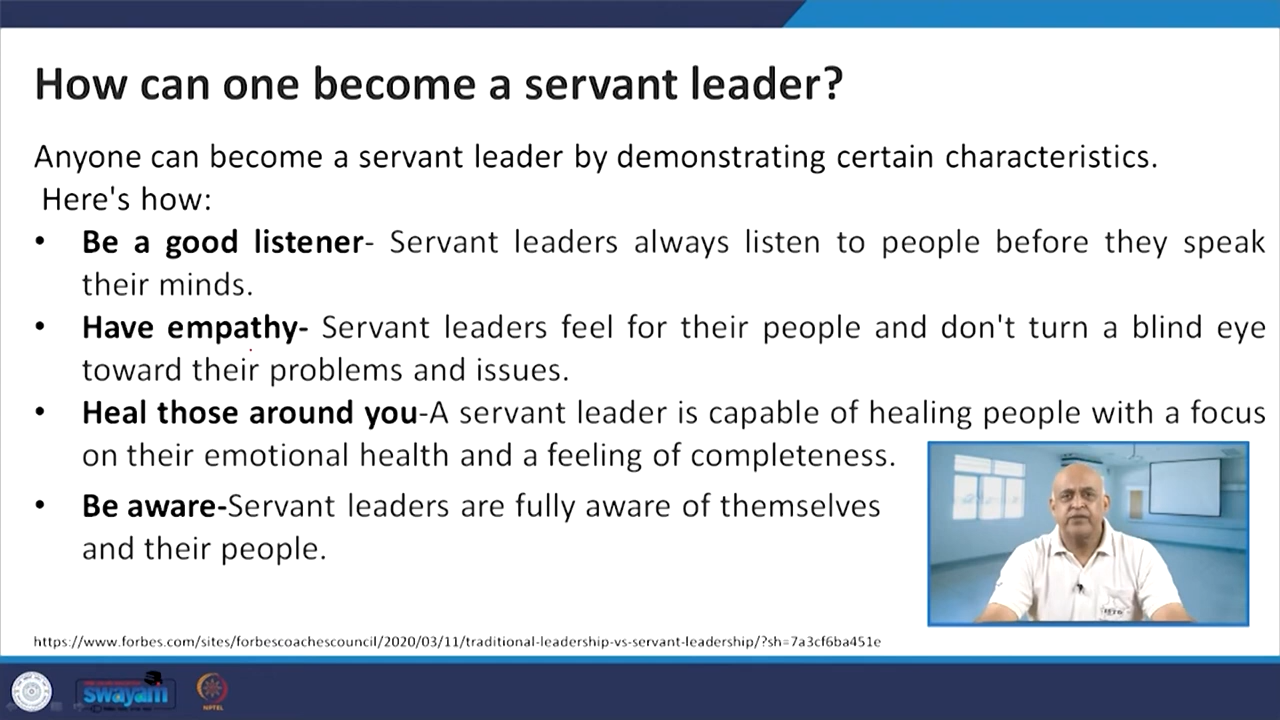 How can one become a servant leader?
Anyone can become a servant leader by demonstrating certain characteristics.
Here's how:
• Be a good listener- Servant leaders always listen to people before they speak
their minds.
• Have empathy- Servant leaders feel for their people and don't turn a blind eye
toward their problems and issues.
• Heal those around you-A servant leader is capable of healing people with a focus
on their emotional health and a feeling of completeness.
• Be aware-Servant leaders are fully aware of themselves
and their people.
https://www.forbes.com/sites/forbescoachescouncil/2020/03/11/traditional-leadership-vs-servant-leadership/?sh=7a3cf6ba451e
swayam
NPTEL